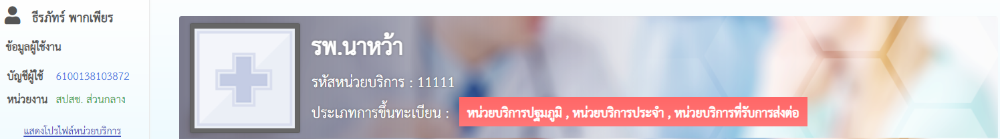 ธีรภัทร์ พากเพียร
ข้อมูลผู้ใช้งาน
บัญชีผู้ใช้ 6100138103872
หน่วยงาน สปสช. ส่วนกลาง
แสดงโปรไฟล์หน่วยบริการ
รพ.นาหว้า
รหัสหน่วยบริการ : 11111
ประเภทการขึ้นทะเบียน : หน่วยบริการปฐมภูมิ , หน่วยบริการประจำ , หน่วยบริการที่รับการส่งต่อ